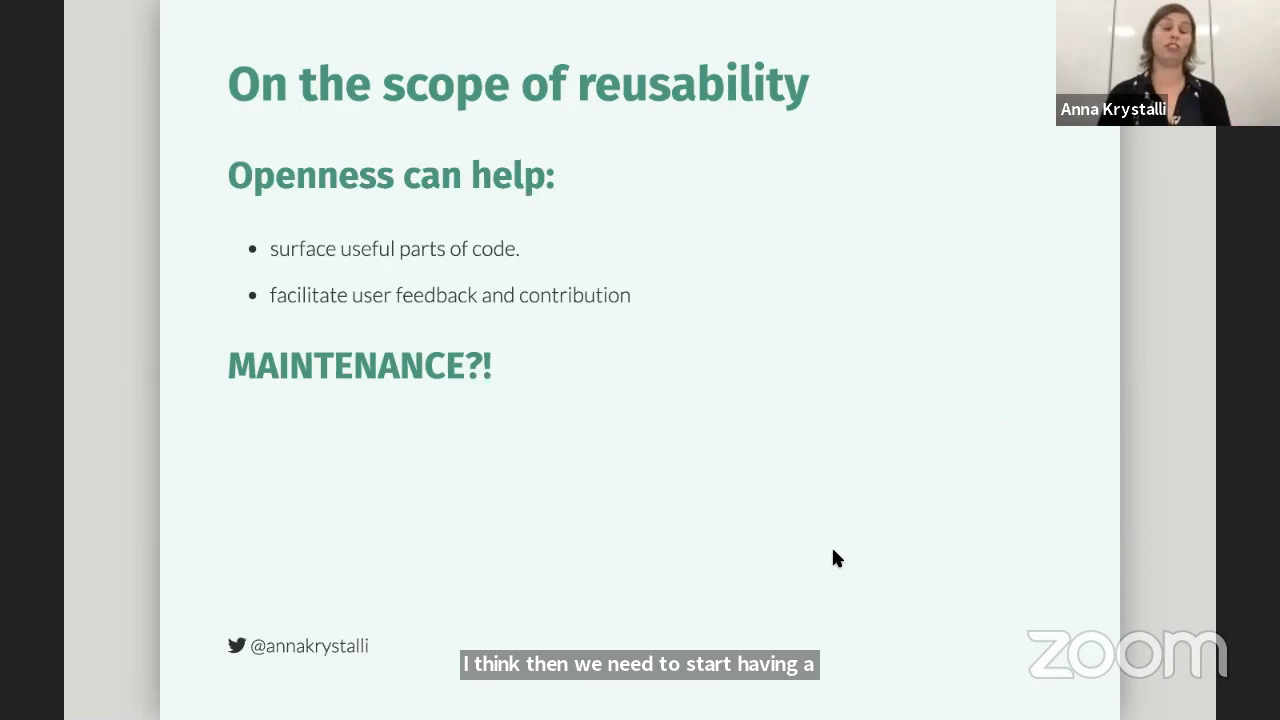 On the scope of reusability
Anna Krystalli
Openness can help:
surface useful parts of code.
facilitate user feedback and contribution
MAINTENANCE?!
@annakrystalli
I think then we need to start having a
zoom